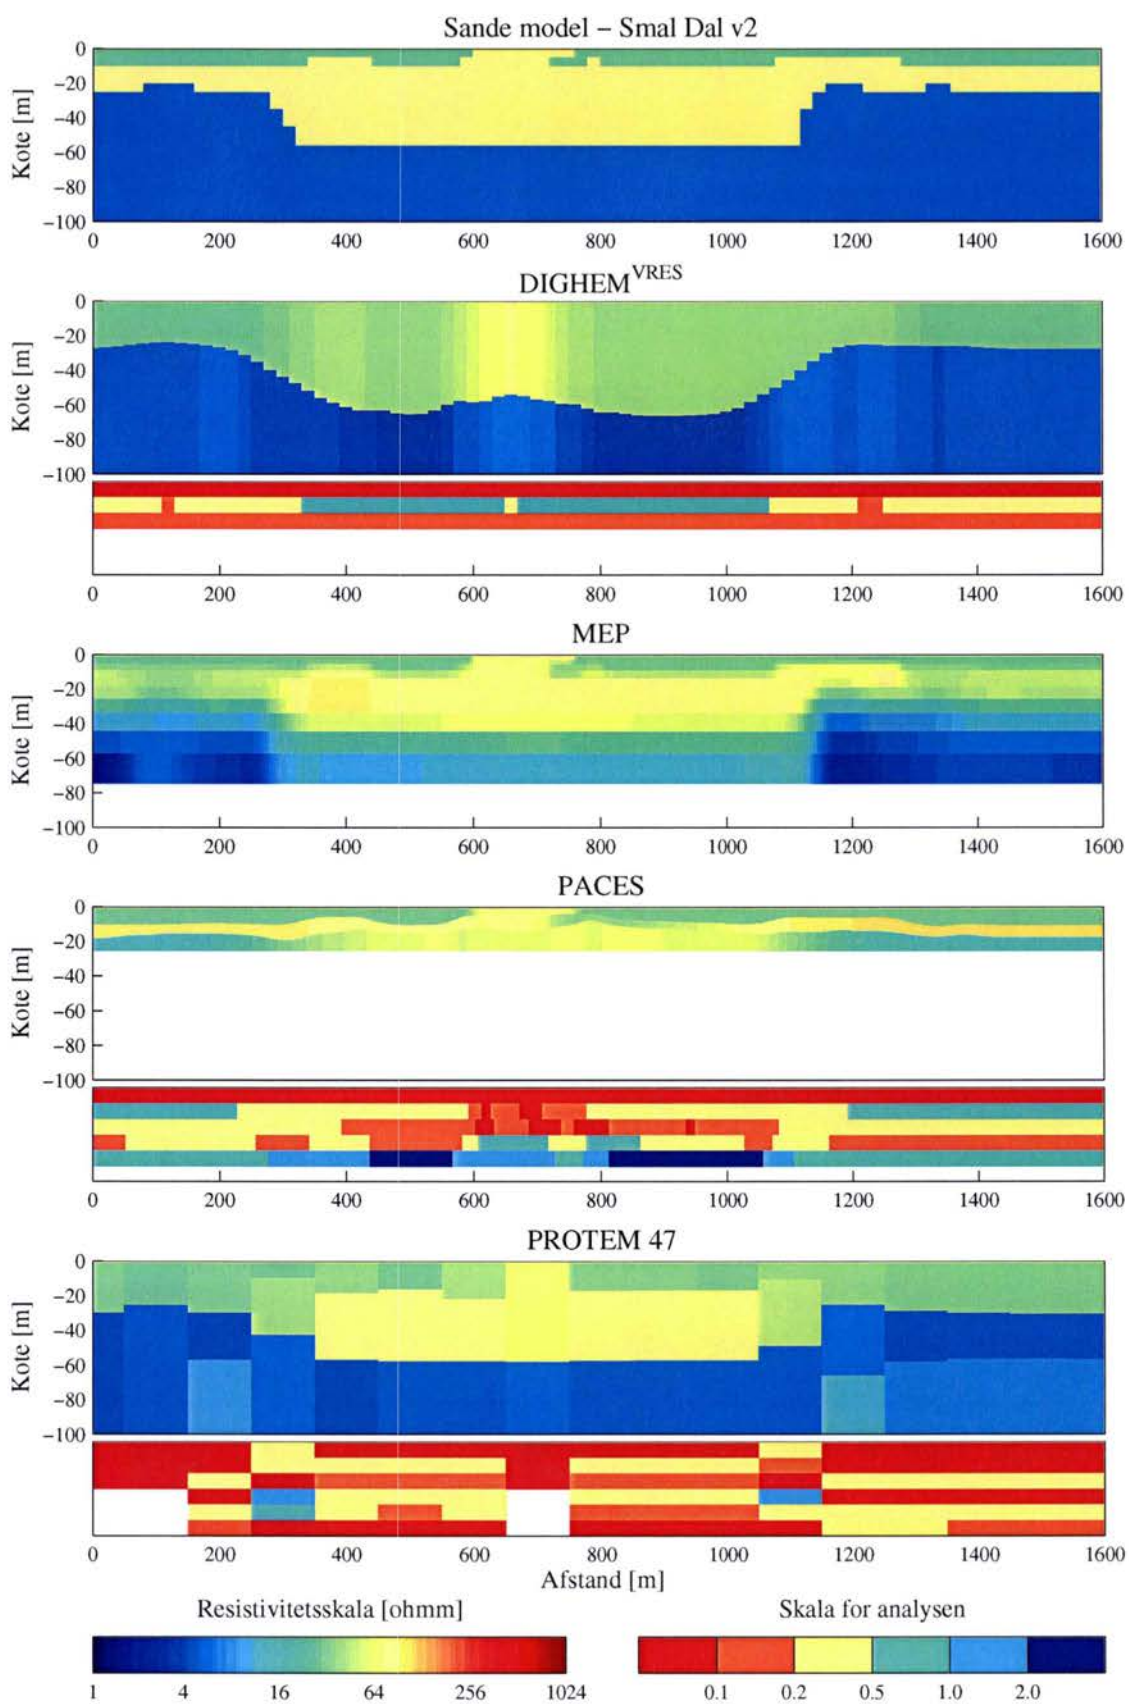 Sande model – Smal Dal v2
Kote [m]
0
−20
−40
−60
−80
−100
0 200 400 600 800 1000 1200 1400 1600
DIGHEM^VRES
Kote [m]
0
−20
−40
−60
−80
−100
0 200 400 600 800 1000 1200 1400 1600
MEP
Kote [m]
0
−20
−40
−60
−80
−100
0 200 400 600 800 1000 1200 1400 1600
PACES
Kote [m]
0
−20
−40
−60
−80
−100
0 200 400 600 800 1000 1200 1400 1600
PROTEM 47
Kote [m]
0
−20
−40
−60
−80
−100
0 200 400 600 800 1000 1200 1400 1600
Afstand [m]
Resistivitetsskala [ohmm]
1 4 16 64 256 1024
Skala for analysen
0.1 0.2 0.5 1.0 2.0